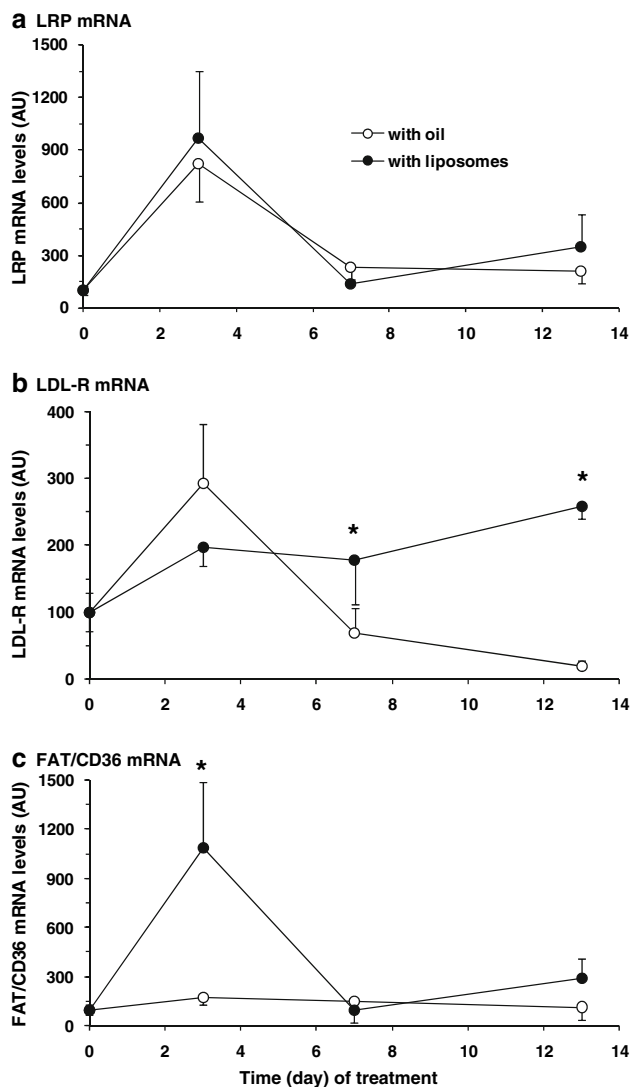 a LRP mRNA
1500
1200
900
600
300
0
LRP mRNA levels (AU)
with oil
with liposomes
0 2 4 6 8 10 12 14
b LDL-R mRNA
400
300
200
100
0
LDL-R mRNA levels (AU)
*
*
0 2 4 6 8 10 12 14
c FAT/CD36 mRNA
*
1500
1200
900
600
300
0
FAT/CD36 mRNA levels (AU)
0 2 4 6 8 10 12 14
Time (day) of treatment